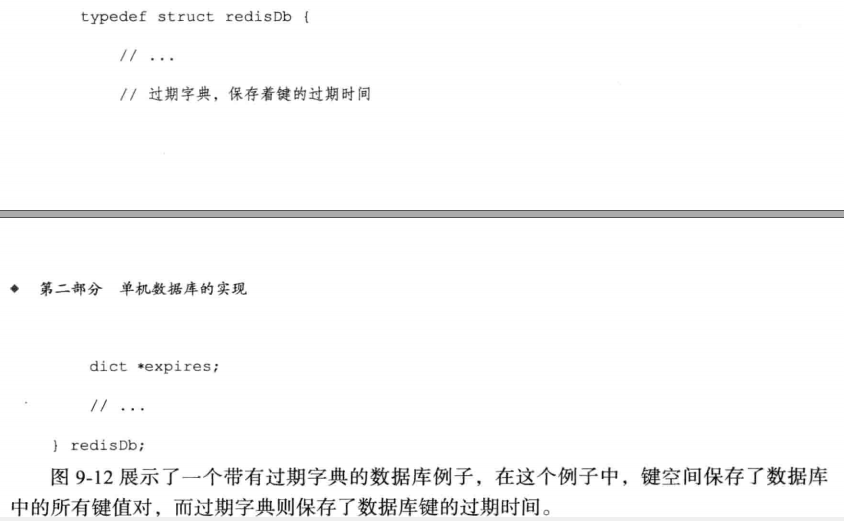 typedef struct redisDb {
// ...
// 过期字典，保存着键的过期时间
◆ 第二部分 单机数据库的实现
dict *expires;
// ...
} redisDb;
图 9-12 展示了一个带有过期字典的数据库例子，在这个例子中，键空间保存了数据库
中的所有键值对，而过期字典则保存了数据库键的过期时间。